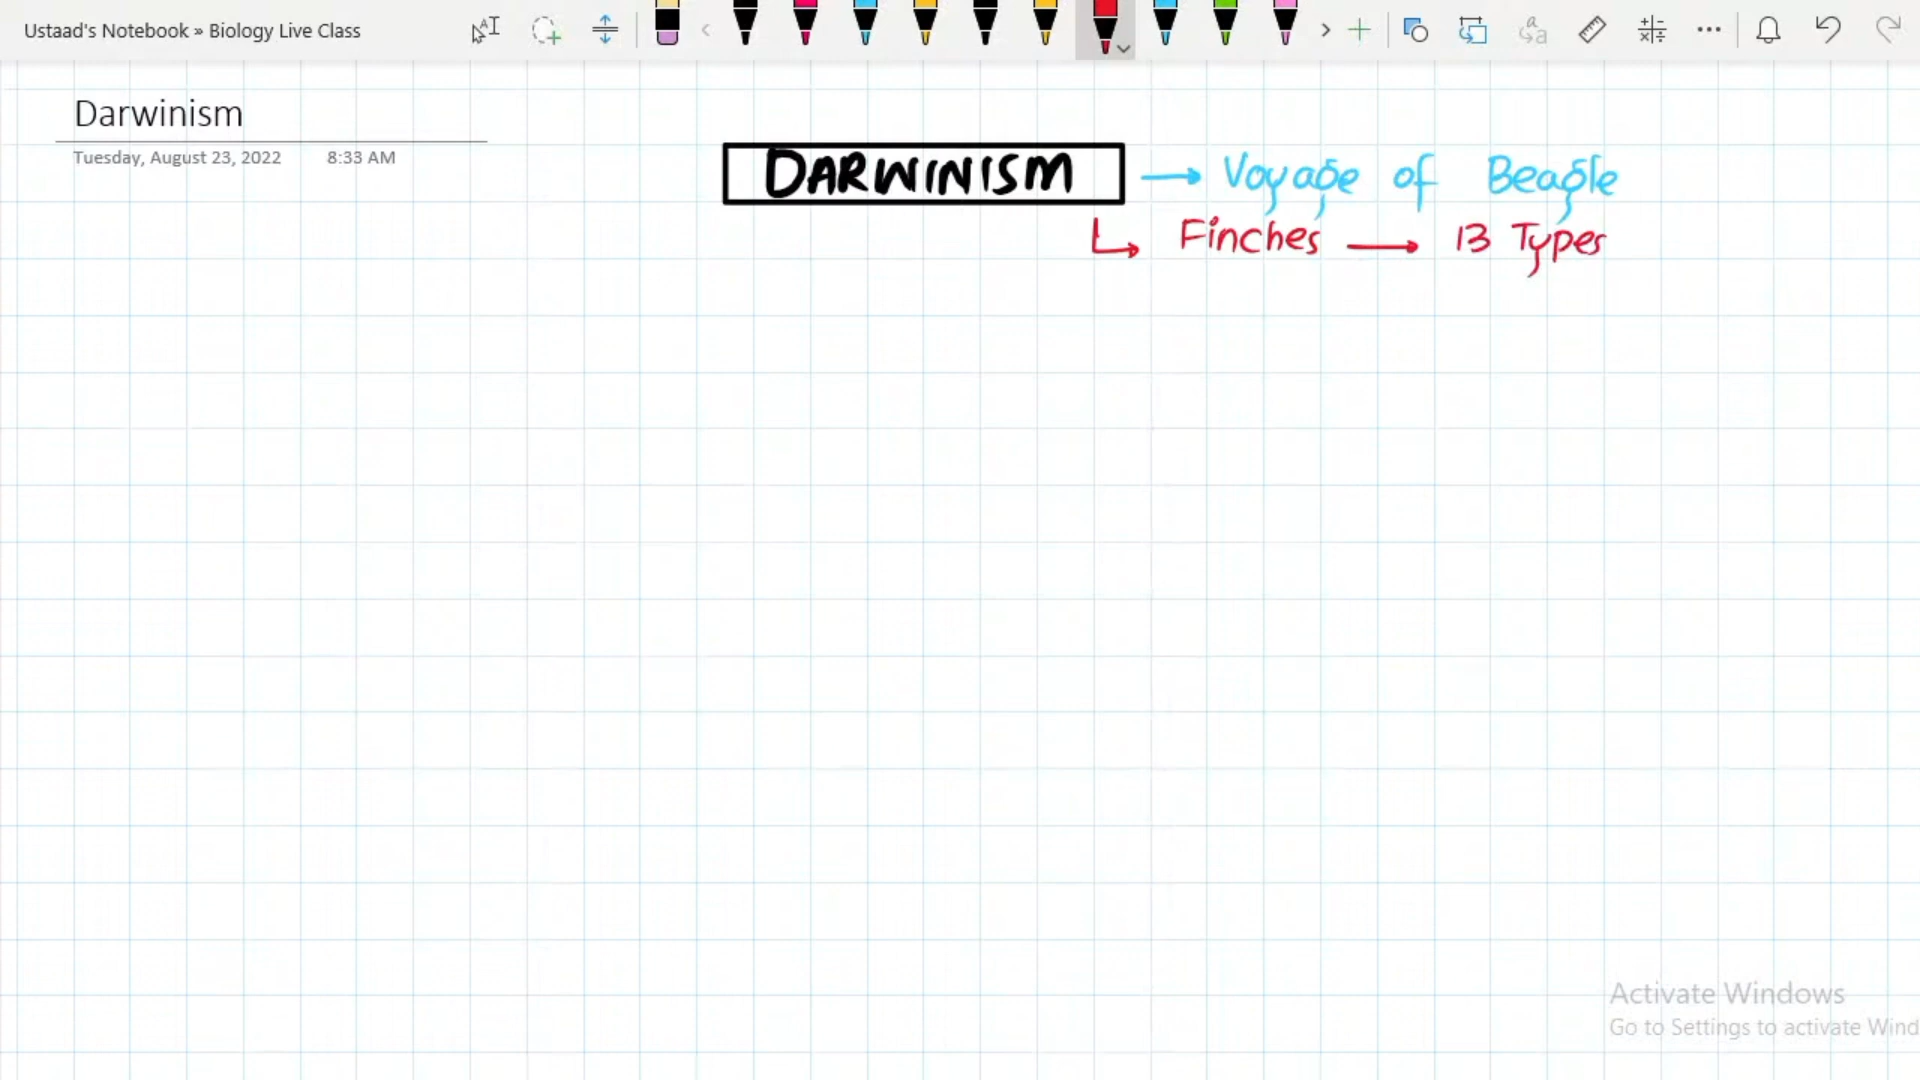 Ustaad's Notebook » Biology Live Class
Darwinism
Tuesday, August 23, 2022 8:33 AM
DARWINISM → Voyage of Beagle
↳ Finches → 13 Types
Activate Windows
Go to Settings to activate Wind